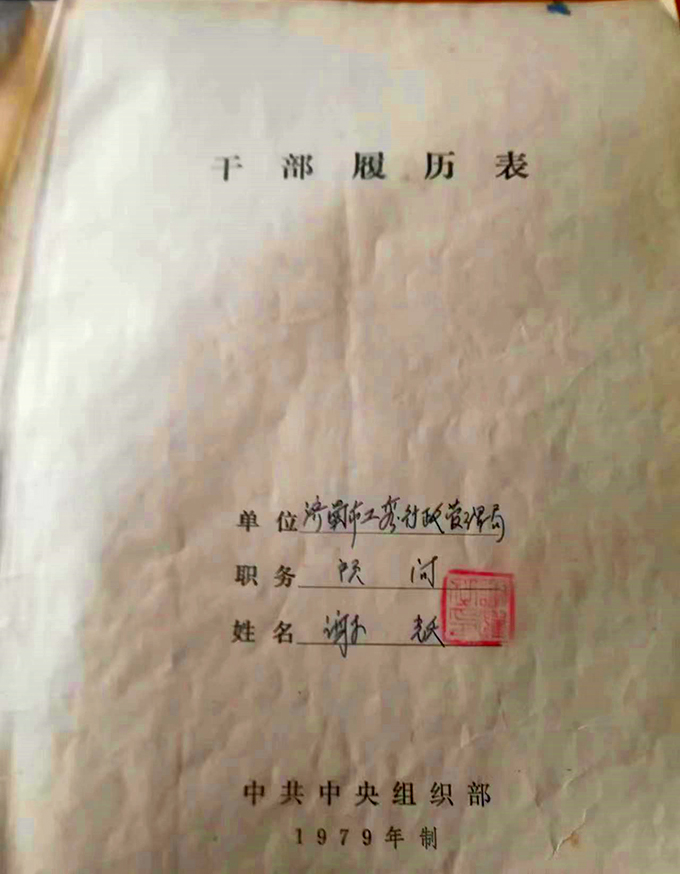 干部履历表
单位 济南市工商行政管理局
职务 顾问
姓名 谢
中共中央组织部
1979年制